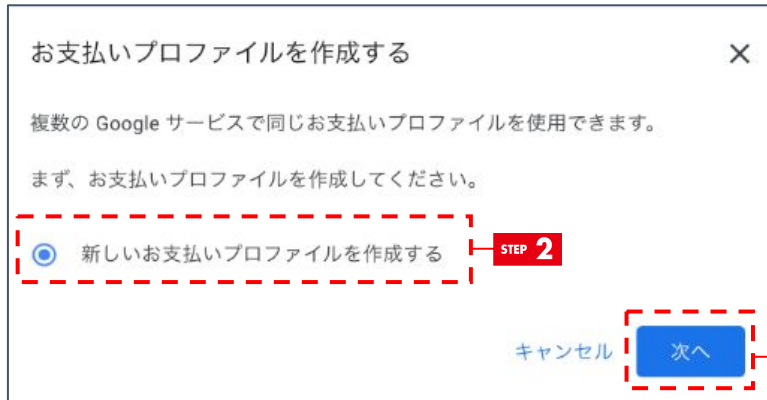 お支払いプロファイルを作成する
複数の Google サービスで同じお支払いプロファイルを使用できます。
まず、お支払いプロファイルを作成してください。
新しいお支払いプロファイルを作成する
STEP 2
キャンセル
次へ